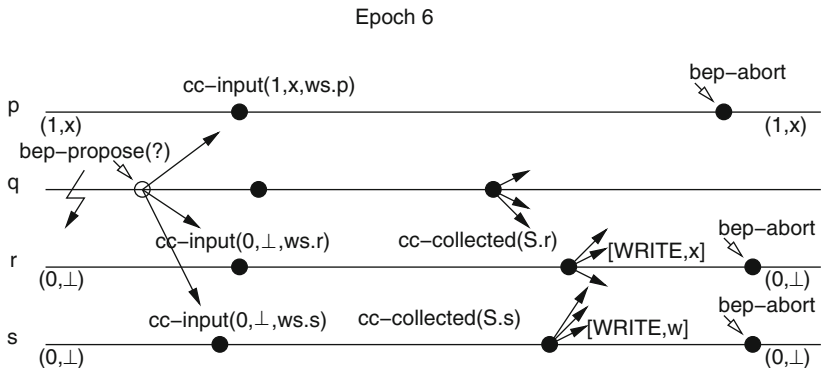 Epoch 6
cc−input(1,x,ws.p)
bep−abort
p
(1,x)
(1,x)
bep−propose(?)
q
cc−input(0,⊥,ws.r)
cc−collected(S.r)
bep−abort
r
[WRITE,x]
(0,⊥)
(0,⊥)
cc−input(0,⊥,ws.s)
cc−collected(S.s)
bep−abort
s
[WRITE,w]
(0,⊥)
(0,⊥)